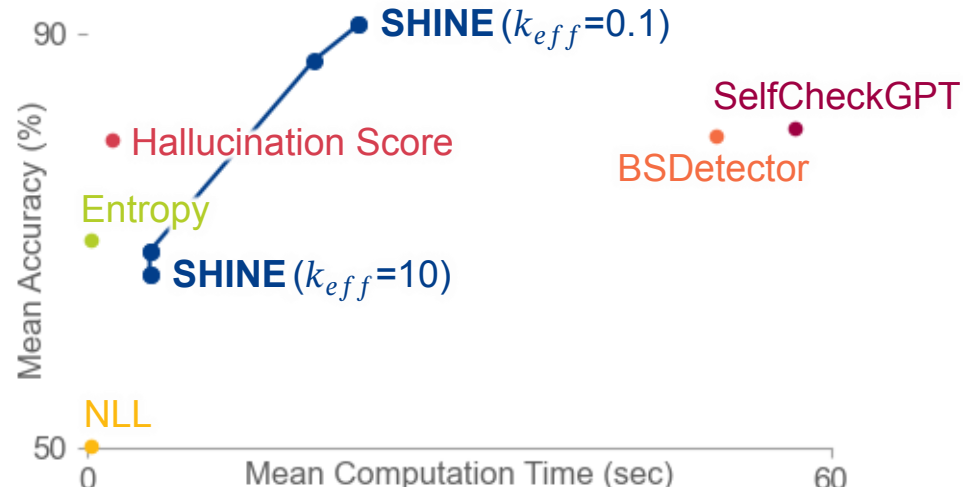 90
SHINE (k_eff=0.1)
SelfCheckGPT
Hallucination Score
BSDetector
Entropy
SHINE (k_eff=10)
Mean Accuracy (%)
NLL
50
0
Mean Computation Time (sec)
60